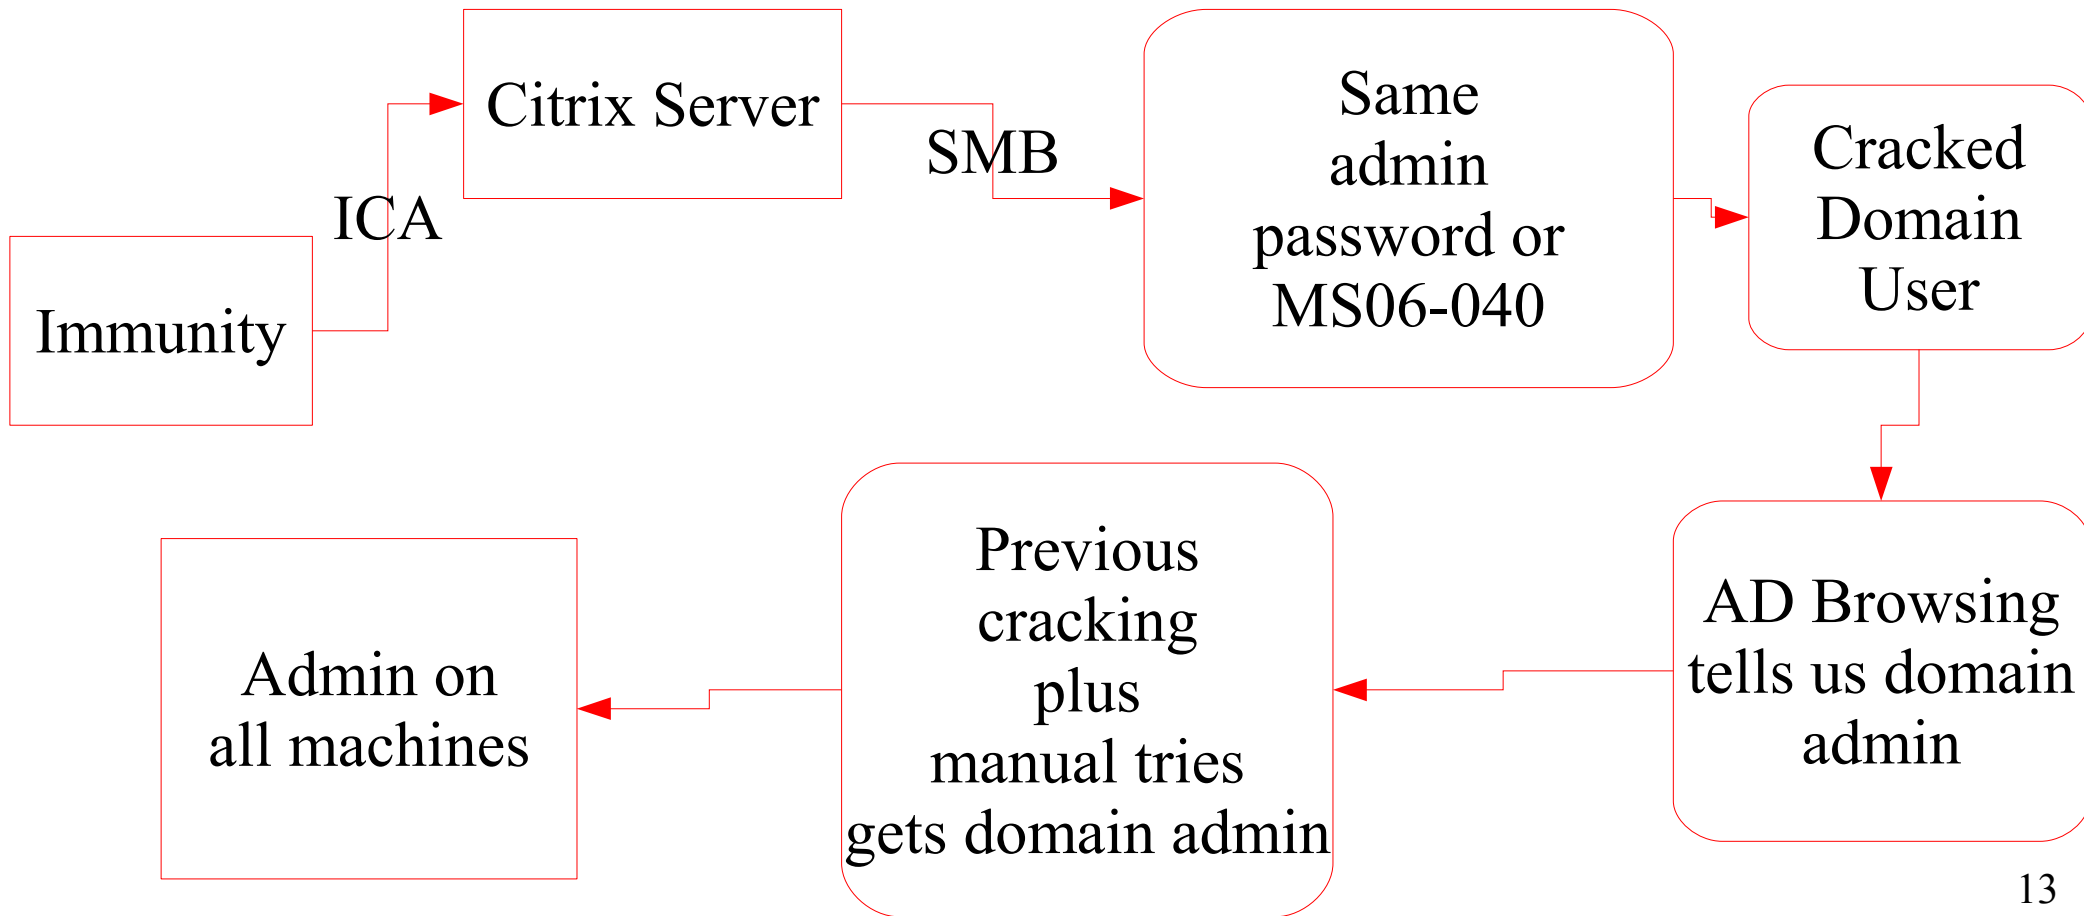 Immunity
ICA
Citrix Server
SMB
Same
admin
password or
MS06-040
Cracked
Domain
User
AD Browsing
tells us domain
admin
Previous
cracking
plus
manual tries
gets domain admin
Admin on
all machines
13